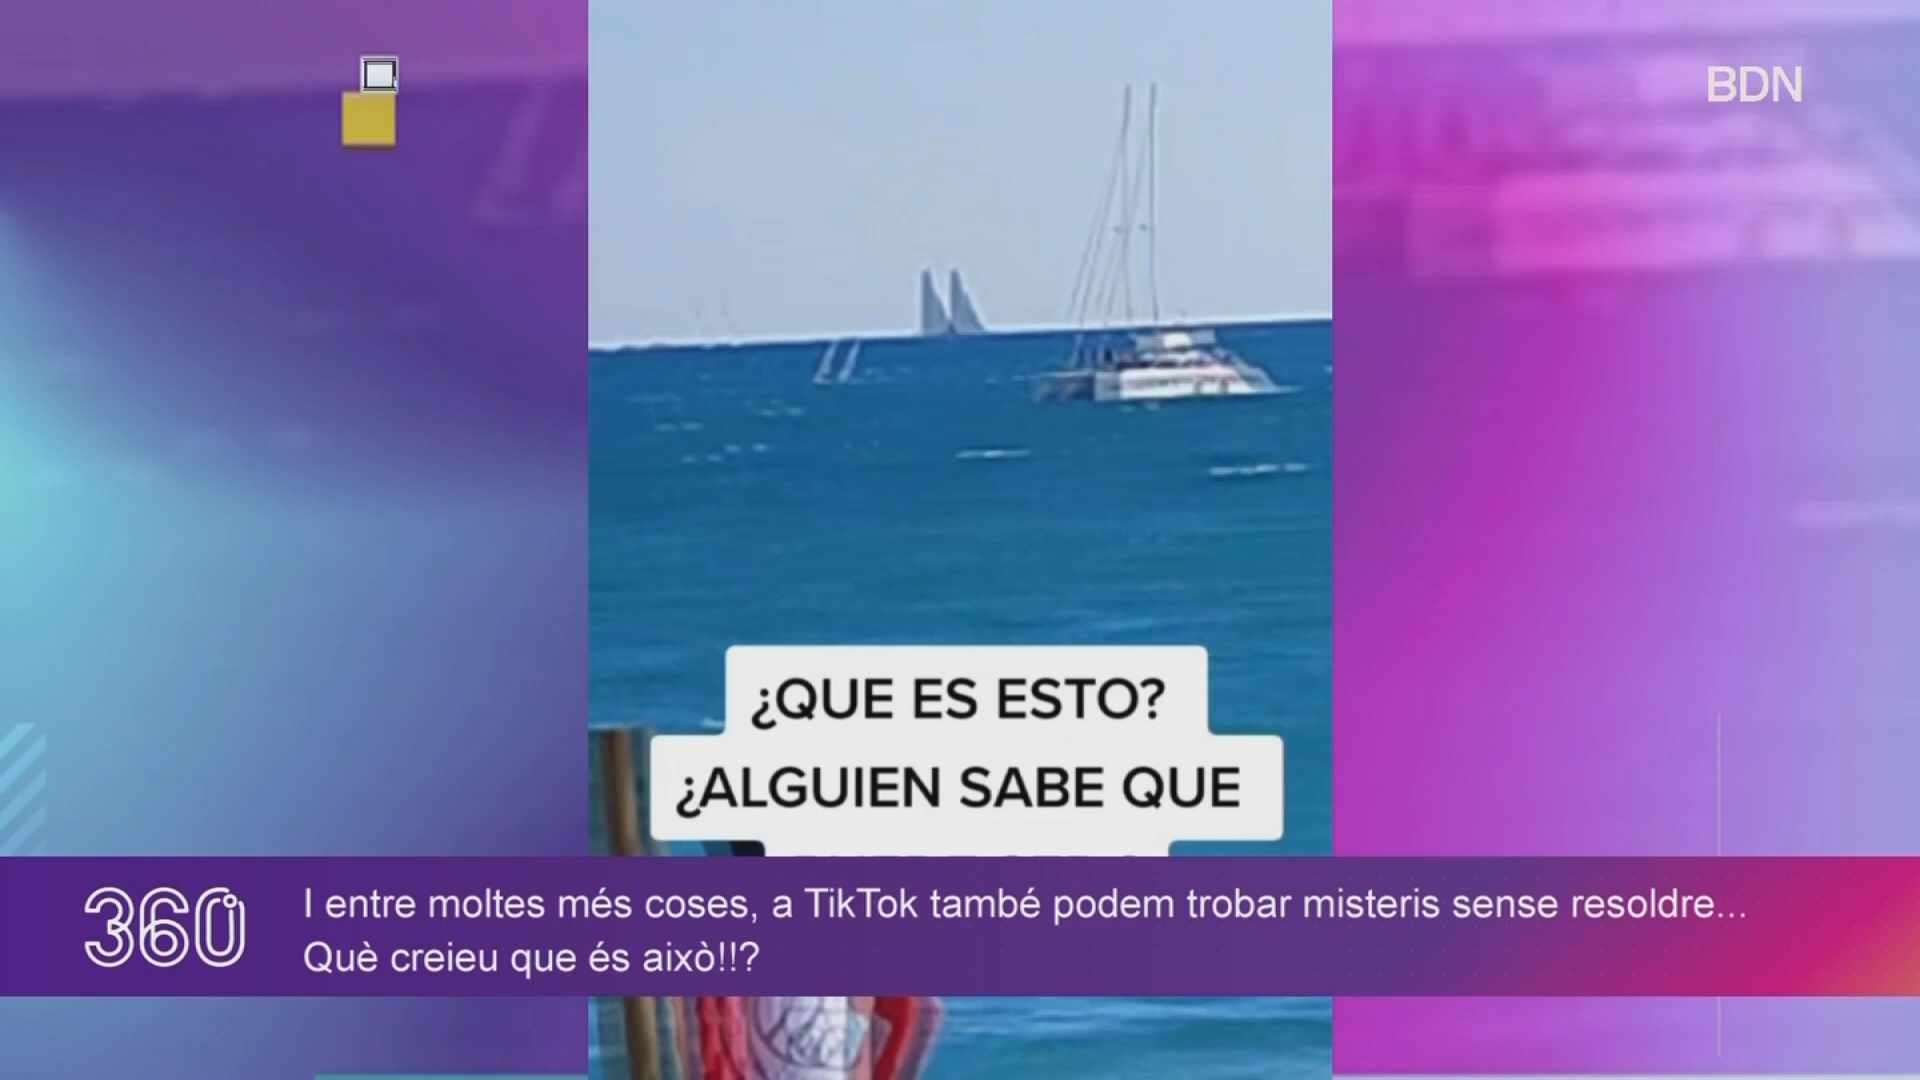 BDN
¿QUE ES ESTO?
¿ALGUIEN SABE QUE
360°
I entre moltes més coses, a TikTok també podem trobar misteris sense resoldre...
Què creieu que és això!!?